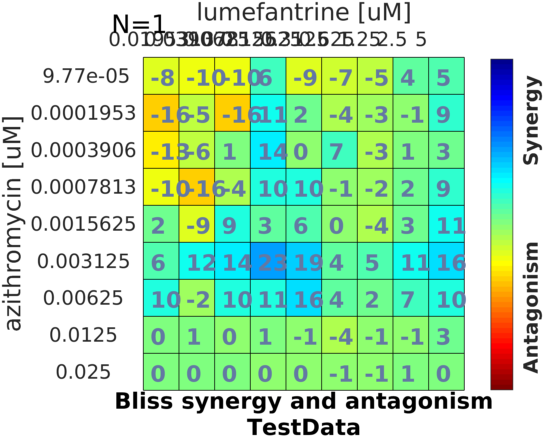 lumefantrine [uM]
N=1
5
9.77e-05 -8 -10 -10 6 -9 -7 -5 4 5
0.0001953 -16 -5 -16 11 2 -4 -3 -1 9
0.0003906 -13 -6 1 14 0 7 -3 1 3
0.0007813 -10 -16 -4 10 10 -1 -2 2 9
0.0015625 2 -9 9 3 6 0 -4 3 11
0.003125 6 12 14 23 19 4 5 11 16
0.00625 10 -2 10 11 16 4 2 7 10
0.0125 0 1 0 1 -1 -4 -1 -1 3
0.025 0 0 0 0 0 -1 -1 1 0
azithromycin [uM]
Synergy
Antagonism
Bliss synergy and antagonism
TestData